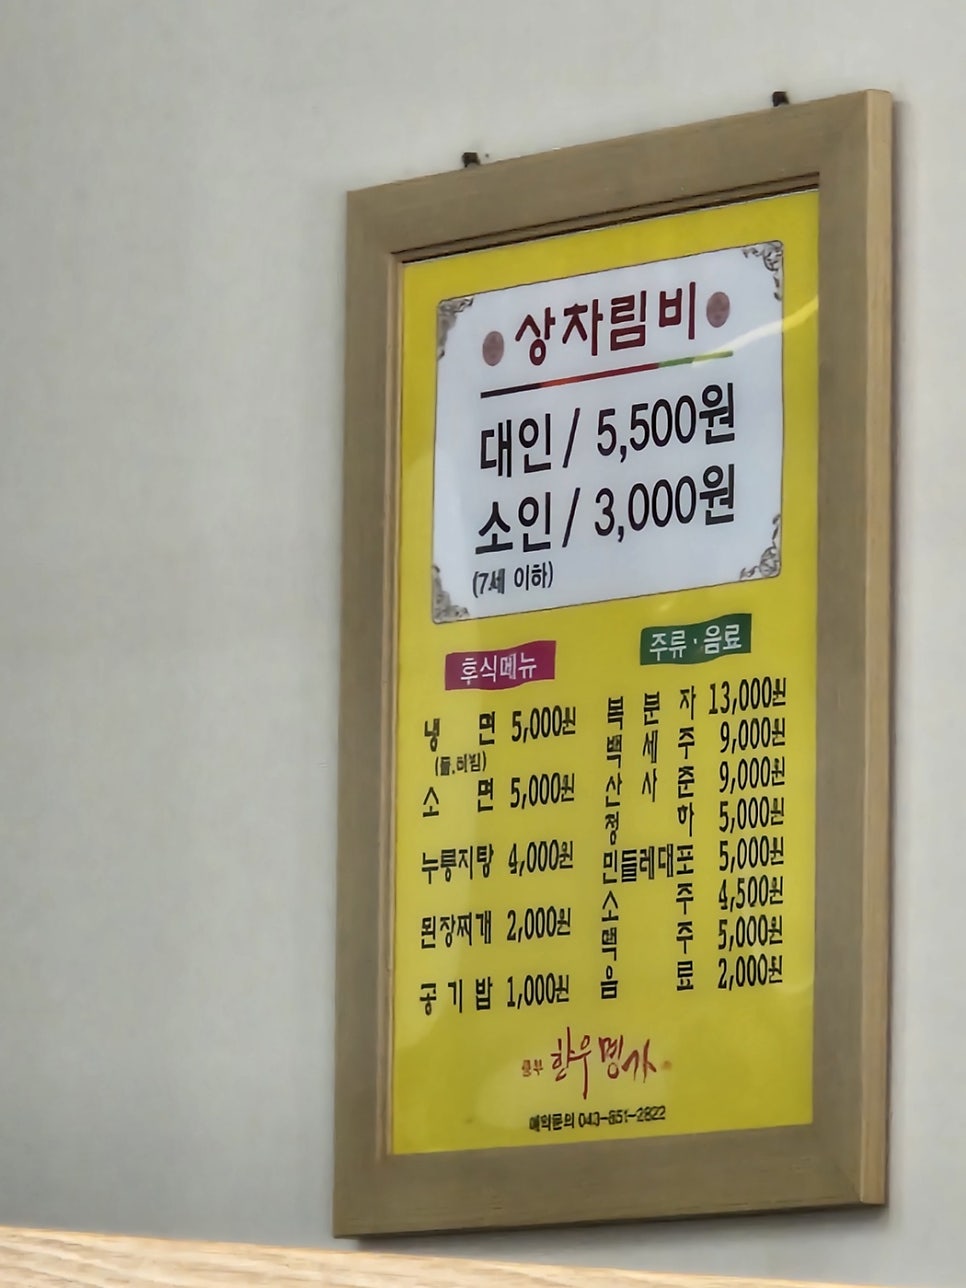 상차림비
대인 / 5,500원
소인 / 3,000원
(7세 이하)
후식메뉴
냉 면 5,000원
(물,비빔)
소 면 5,000원
누룽지탕 4,000원
된장찌개 2,000원
공 기 밥 1,000원
주류·음료
복 분 자 13,000원
백 세 주 9,000원
산 사 춘 9,000원
청 하 5,000원
민들레대포 5,000원
소 주 4,500원
맥 주 5,000원
음 료 2,000원
한우명가
예약문의 043-851-2822